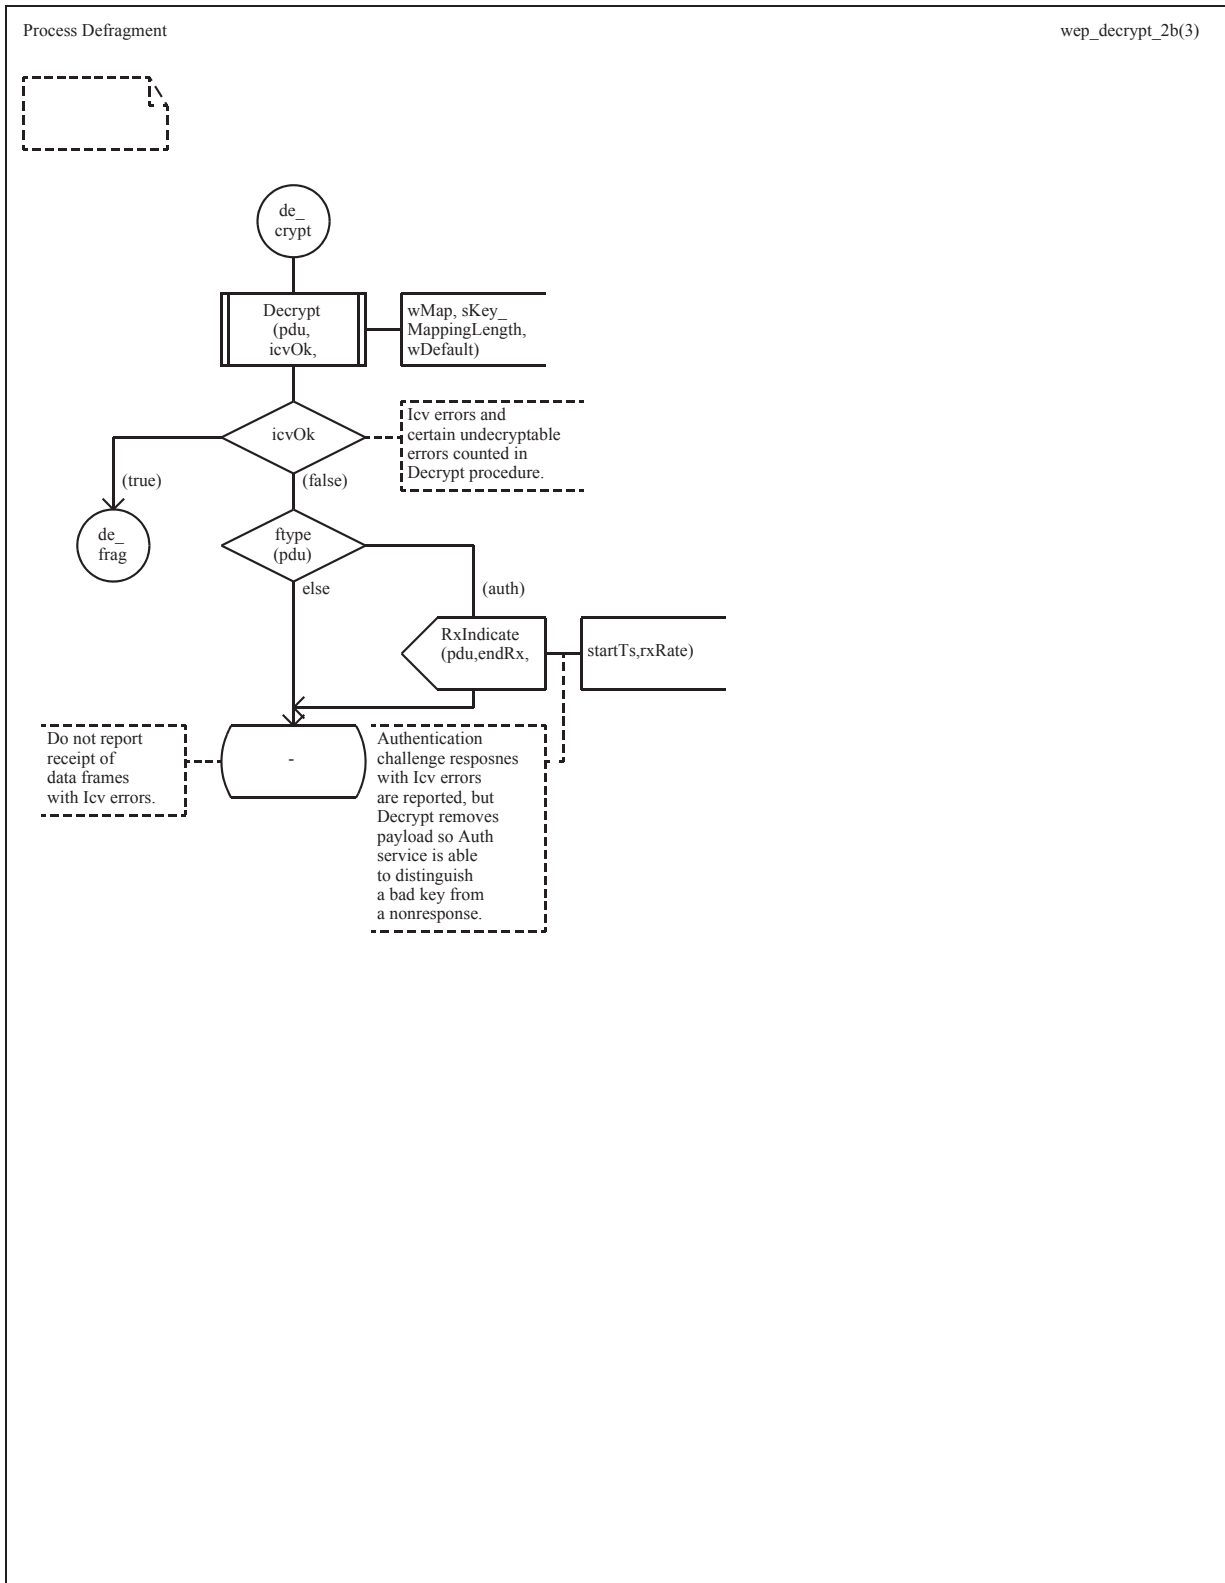 Process Defragment
wep_decrypt_2b(3)
de_
crypt
Decrypt
(pdu,
icvOk,
wMap, sKey_
MappingLength,
wDefault)
icvOk
Icv errors and
certain undecryptable
errors counted in
Decrypt procedure.
(true)
(false)
de_
frag
ftype
(pdu)
else
(auth)
RxIndicate
(pdu,endRx,
startTs,rxRate)
Do not report
receipt of
data frames
with Icv errors.
-
Authentication
challenge resposnes
with Icv errors
are reported, but
Decrypt removes
payload so Auth
service is able
to distinguish
a bad key from
a nonresponse.